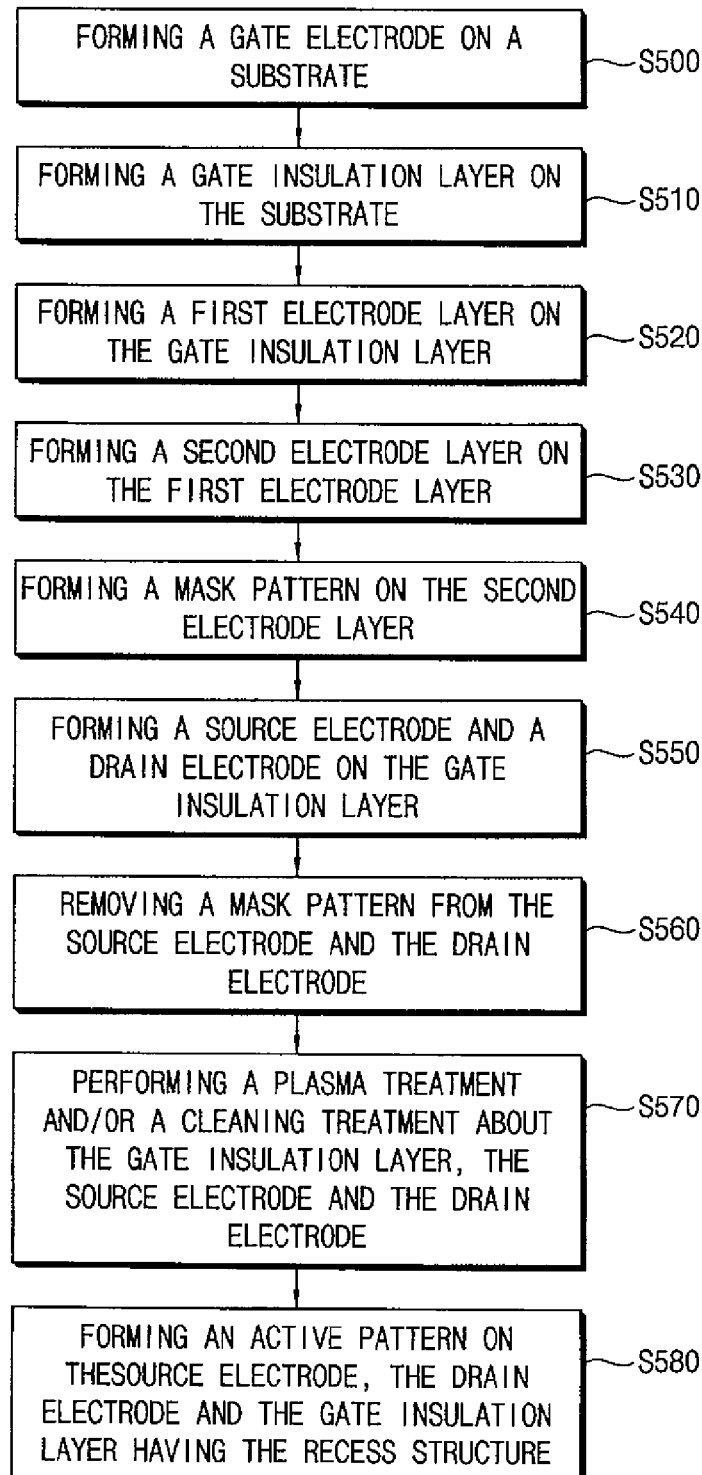 FORMING A GATE ELECTRODE ON A
SUBSTRATE
S500
FORMING A GATE INSULATION LAYER ON
THE SUBSTRATE
S510
FORMING A FIRST ELECTRODE LAYER ON
THE GATE INSULATION LAYER
S520
FORMING A SECOND ELECTRODE LAYER ON
THE FIRST ELECTRODE LAYER
S530
FORMING A MASK PATTERN ON THE SECOND
ELECTRODE LAYER
S540
FORMING A SOURCE ELECTRODE AND A
DRAIN ELECTRODE ON THE GATE
INSULATION LAYER
S550
REMOVING A MASK PATTERN FROM THE
SOURCE ELECTRODE AND THE DRAIN
ELECTRODE
S560
PERFORMING A PLASMA TREATMENT
AND/OR A CLEANING TREATMENT ABOUT
THE GATE INSULATION LAYER, THE
SOURCE ELECTRODE AND THE DRAIN
ELECTRODE
S570
FORMING AN ACTIVE PATTERN ON
THESOURCE ELECTRODE, THE DRAIN
ELECTRODE AND THE GATE INSULATION
LAYER HAVING THE RECESS STRUCTURE
S580